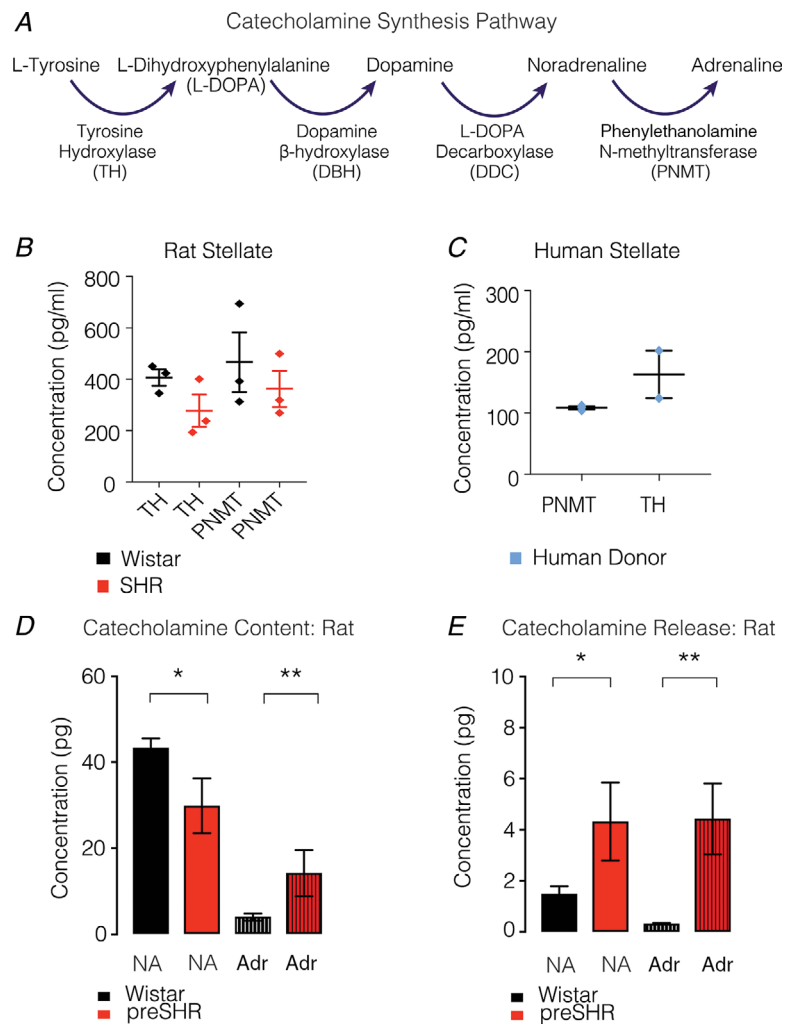 A Catecholamine Synthesis Pathway
L-Tyrosine L-Dihydroxyphenylalanine Dopamine Noradrenaline Adrenaline
(L-DOPA)
Tyrosine Dopamine L-DOPA Phenylethanolamine
Hydroxylase β-hydroxylase Decarboxylase N-methyltransferase
(TH) (DBH) (DDC) (PNMT)
B Rat Stellate
Concentration (pg/ml)
800
600
400
200
0
TH TH PNMT PNMT
Wistar
SHR
C Human Stellate
Concentration (pg/ml)
300
200
100
0
PNMT TH
Human Donor
D Catecholamine Content: Rat
Concentration (pg)
60
40
20
0
* **
NA NA Adr Adr
Wistar
preSHR
E Catecholamine Release: Rat
Concentration (pg)
10
8
6
4
2
0
* **
NA NA Adr Adr
Wistar
preSHR